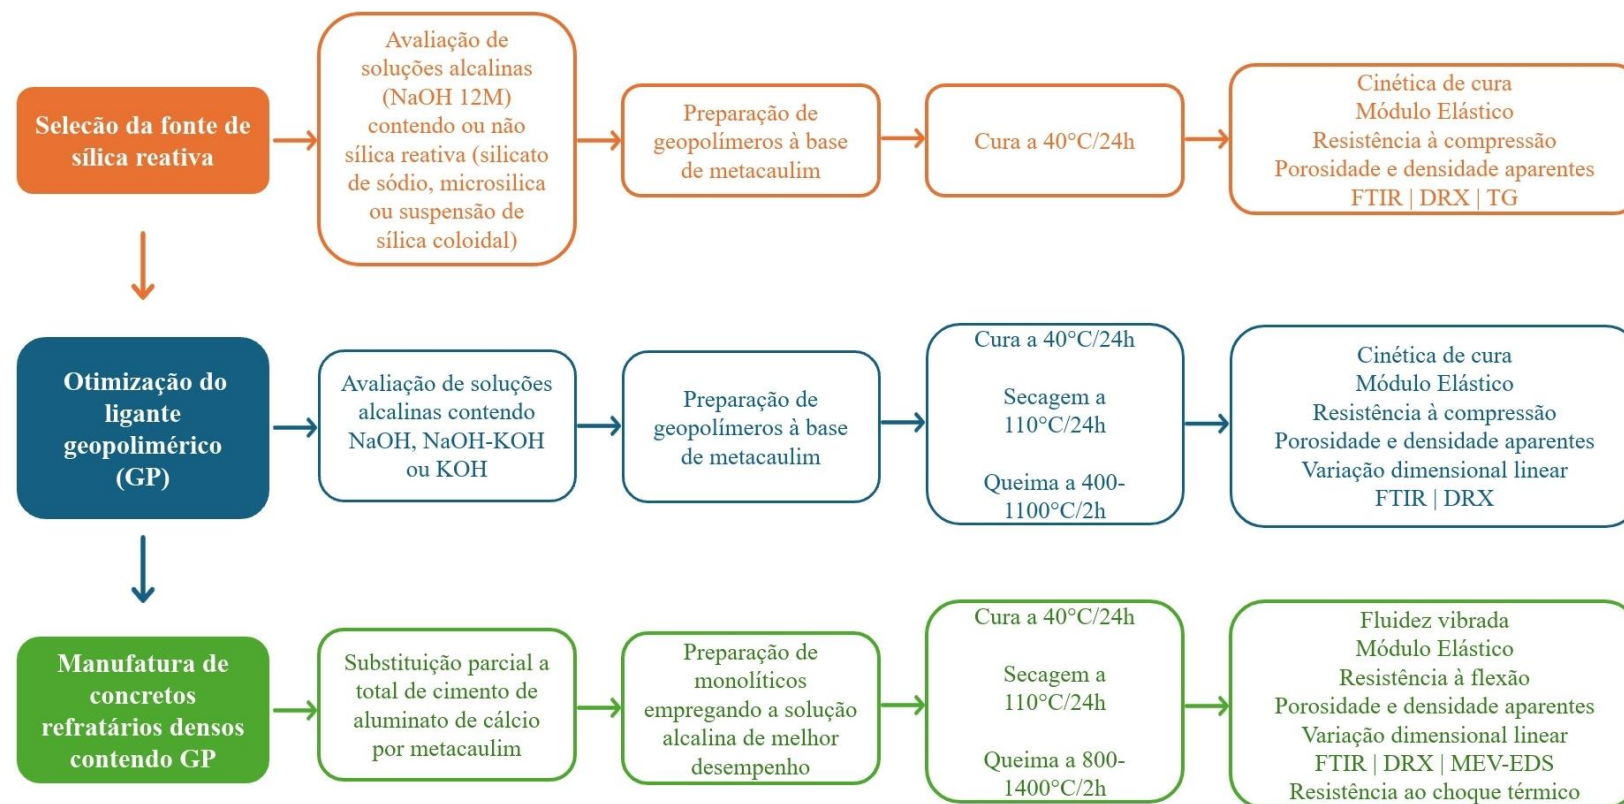 Selecão da fonte de
sílica reativa
Avaliação de
soluções alcalinas
(NaOH 12M)
contendo ou não
sílica reativa (silicato
de sódio, microsilica
ou suspensão de
sílica coloidal)
Preparação de
geopolímeros à base
de metacaulim
Cura a 40°C/24h
Cinética de cura
Módulo Elástico
Resistência à compressão
Porosidade e densidade aparentes
FTIR | DRX | TG
Otimização do
ligante
geopolimérico
(GP)
Avaliação de soluções
alcalinas contendo
NaOH, NaOH-KOH
ou KOH
Preparação de
geopolímeros à base
de metacaulim
Cura a 40°C/24h
Secagem a
110°C/24h
Queima a 400-
1100°C/2h
Cinética de cura
Módulo Elástico
Resistência à compressão
Porosidade e densidade aparentes
Variação dimensional linear
FTIR | DRX
Manufatura de
concretos
refratários densos
contendo GP
Substituição parcial a
total de cimento de
aluminato de cálcio
por metacaulim
Preparação de
monolíticos
empregando a solução
alcalina de melhor
desempenho
Cura a 40°C/24h
Secagem a
110°C/24h
Queima a 800-
1400°C/2h
Fluidez vibrada
Módulo Elástico
Resistência à flexão
Porosidade e densidade aparentes
Variação dimensional linear
FTIR | DRX | MEV-EDS
Resistência ao choque térmico